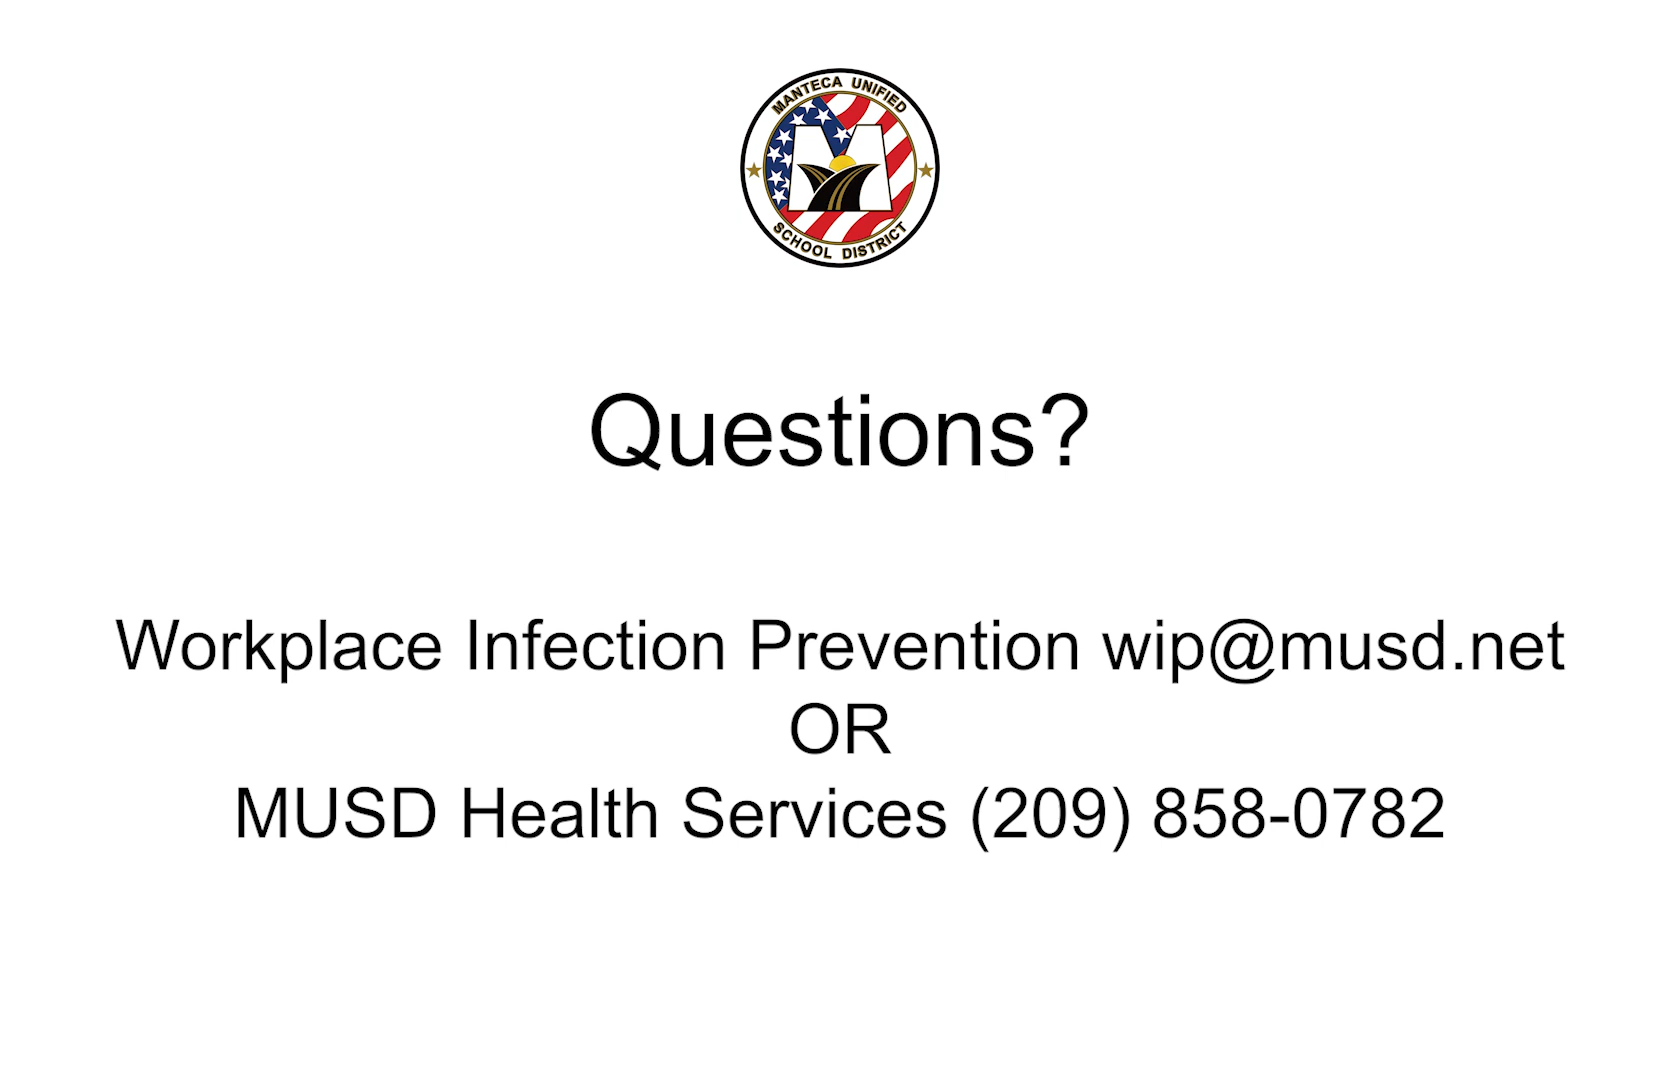 MANTECA UNIFIED
SCHOOL DISTRICT
Questions?
Workplace Infection Prevention wip@musd.net
OR
MUSD Health Services (209) 858-0782